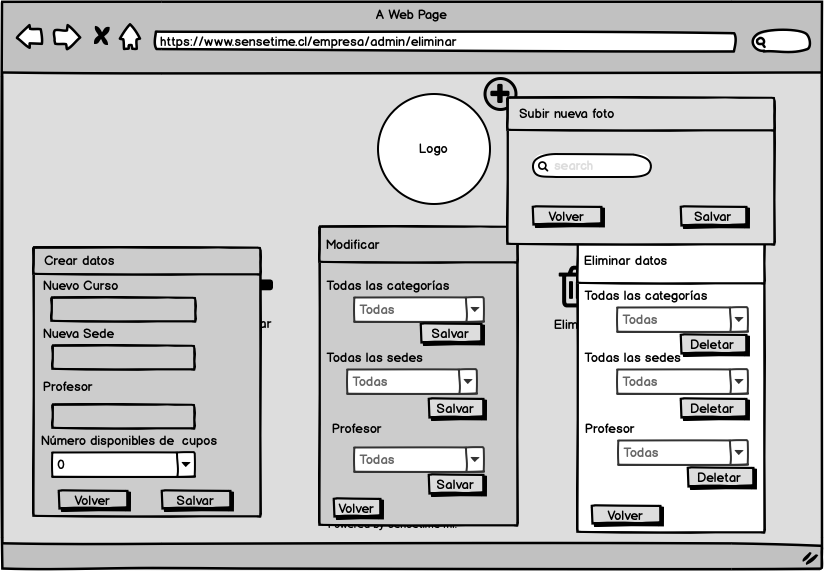 A Web Page
https://www.sensetime.cl/empresa/admin/eliminar
Logo
Subir nueva foto
search
Volver
Salvar
Crear datos
Nuevo Curso
Nueva Sede
Profesor
Número disponibles de cupos
0
Volver
Salvar
ar
Modificar
Todas las categorías
Todas
Salvar
Todas las sedes
Todas
Salvar
Profesor
Todas
Salvar
Volver
Elim
Eliminar datos
Todas las categorías
Todas
Deletar
Todas las sedes
Todas
Deletar
Profesor
Todas
Deletar
Volver